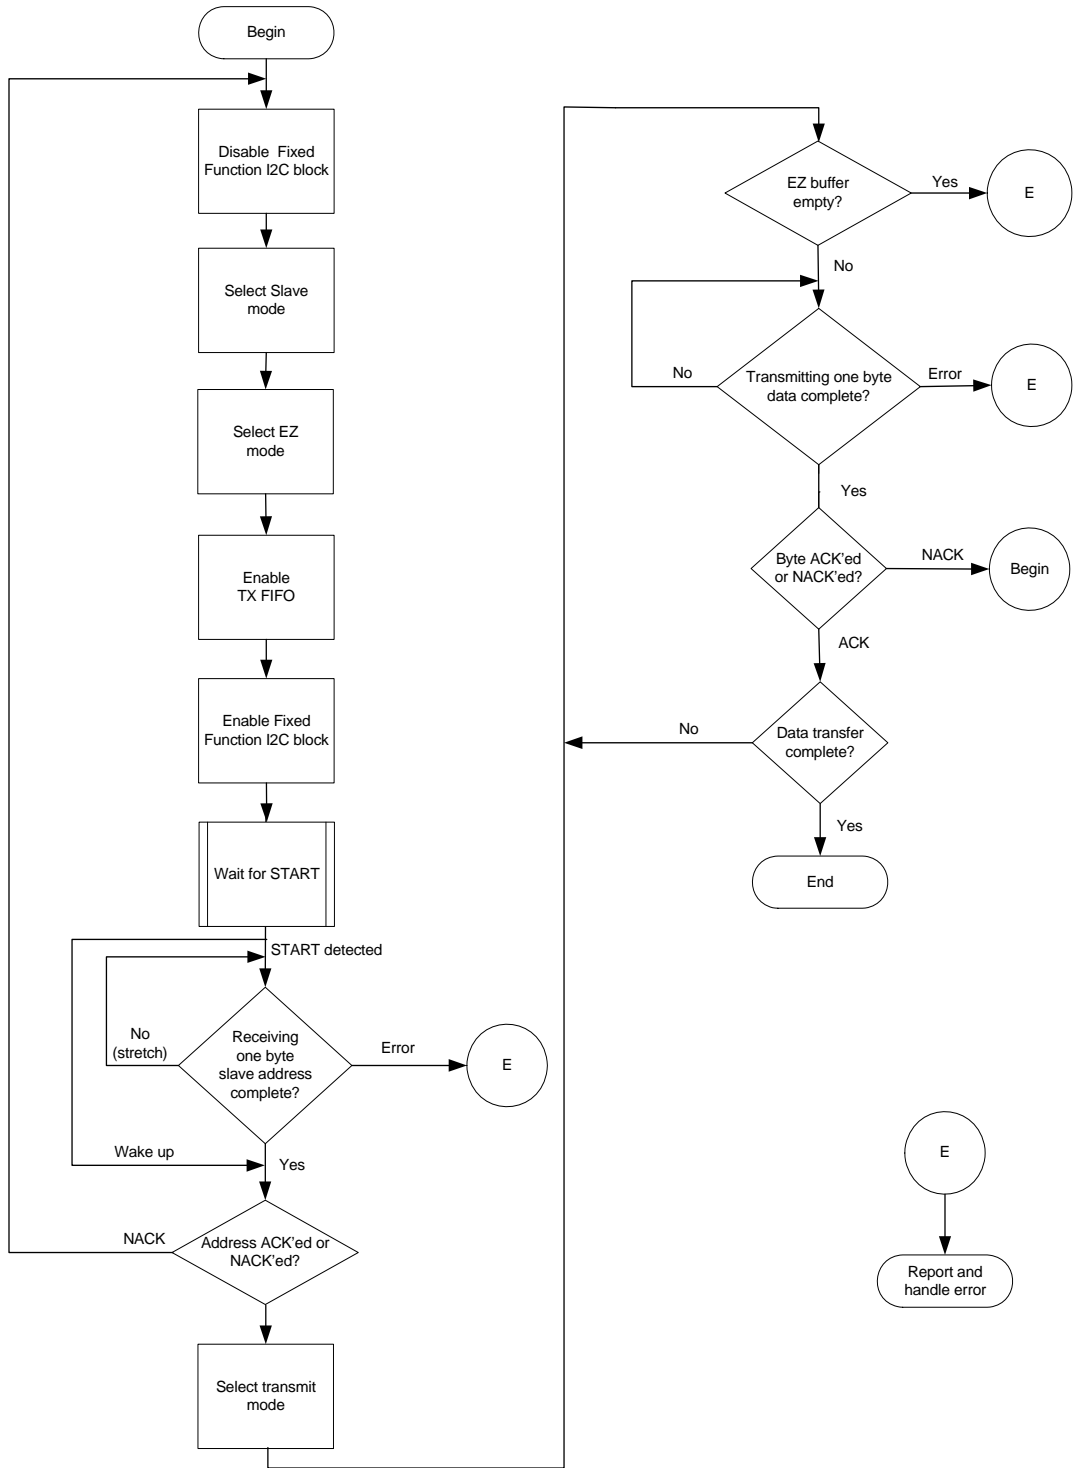 Begin
Disable Fixed
Function I2C block
Select Slave
mode
Select EZ
mode
Enable
TX FIFO
Enable Fixed
Function I2C block
Wait for START
START detected
No
(stretch)
Receiving
one byte
slave address
complete?
Error
E
Wake up
Yes
NACK
Address ACK'ed or
NACK'ed?
Select transmit
mode
EZ buffer
empty?
Yes
E
No
No
Transmitting one byte
data complete?
Error
E
Yes
Byte ACK'ed
or NACK'ed?
NACK
Begin
ACK
No
Data transfer
complete?
Yes
End
E
Report and
handle error